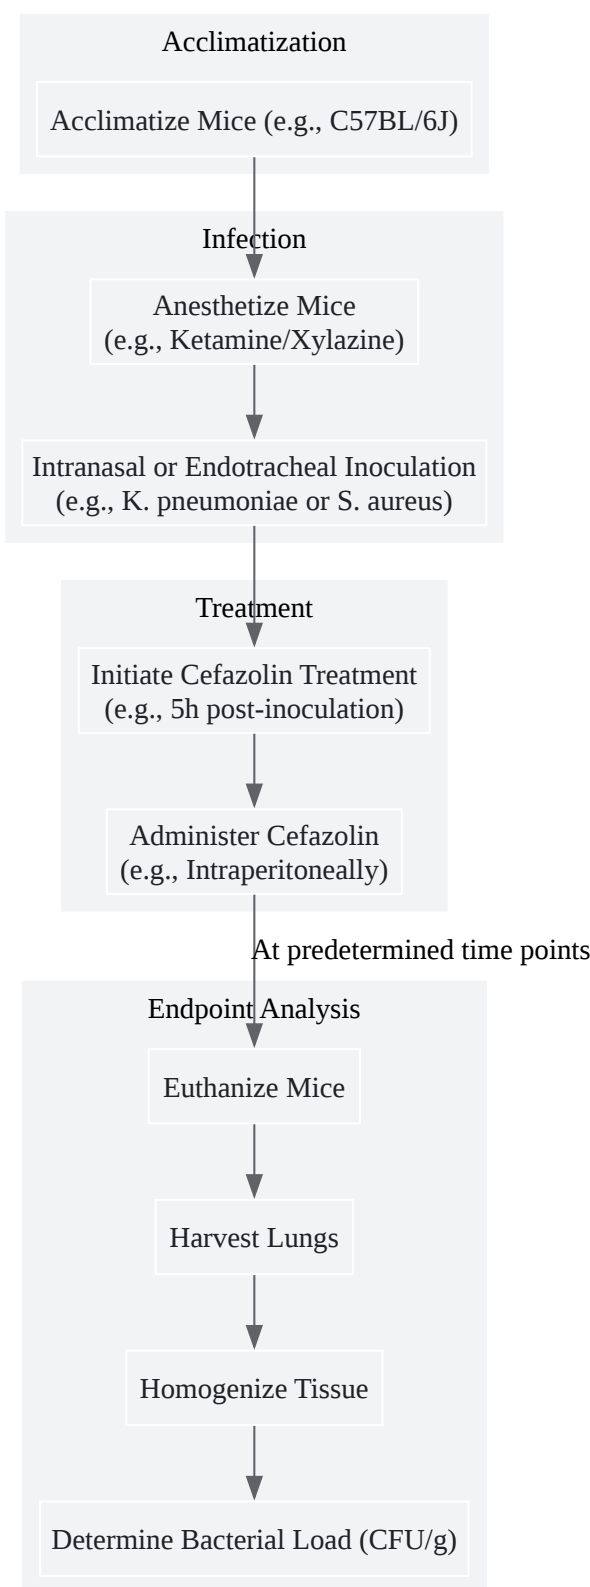 Acclimatization
Acclimatize Mice (e.g., C57BL/6J)
Infection
Anesthetize Mice
(e.g., Ketamine/Xylazine)
Intranasal or Endotracheal Inoculation
(e.g., K. pneumoniae or S. aureus)
Treatment
Initiate Cefazolin Treatment
(e.g., 5h post-inoculation)
Administer Cefazolin
(e.g., Intraperitoneally)
At predetermined time points
Endpoint Analysis
Euthanize Mice
Harvest Lungs
Homogenize Tissue
Determine Bacterial Load (CFU/g)